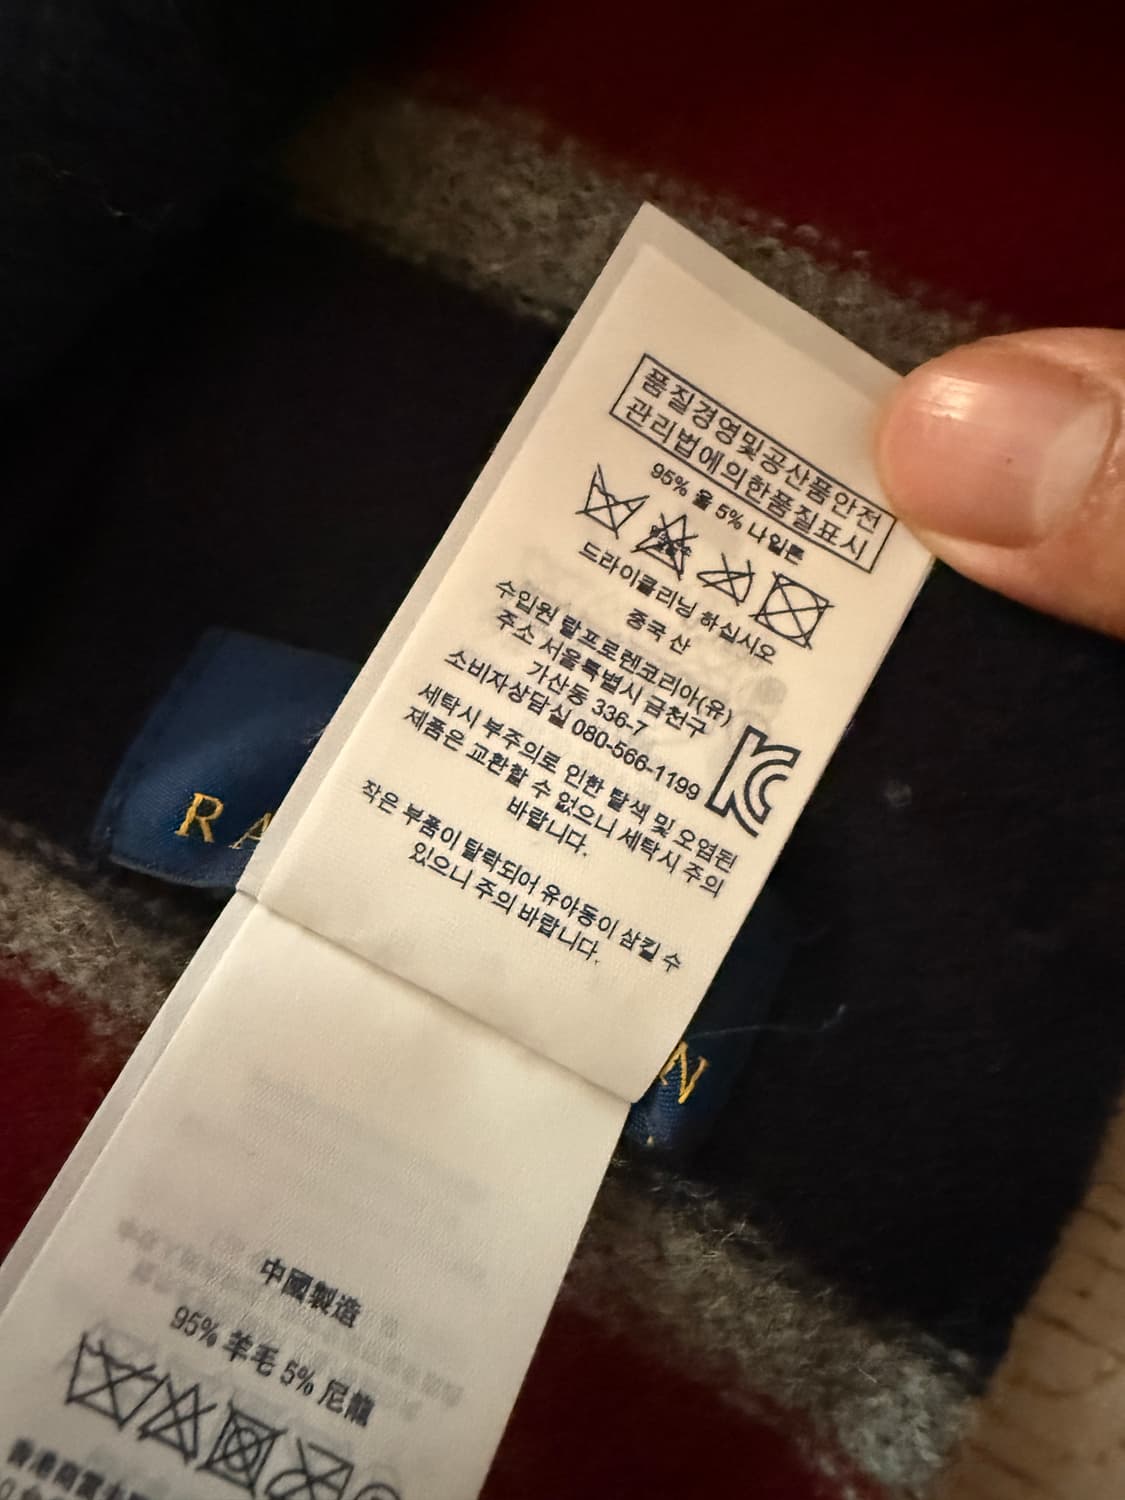 품질경영및공산품안전
관리법에의한품질표시
95% 울 5% 나일론
드라이클리닝 하십시오
중국 산
수입원 랄프로렌코리아(유)
주소 서울특별시 금천구
가산동 336-7
소비자상담실 080-566-1199
세탁시 부주의로 인한 탈색 및 오염된
제품은 교환할 수 없으니 세탁시 주의
바랍니다.
작은 부품이 탈락되어 유아동이 삼킬 수
있으니 주의 바랍니다.
RA
N
中國製造
95% 羊毛 5% 尼龍